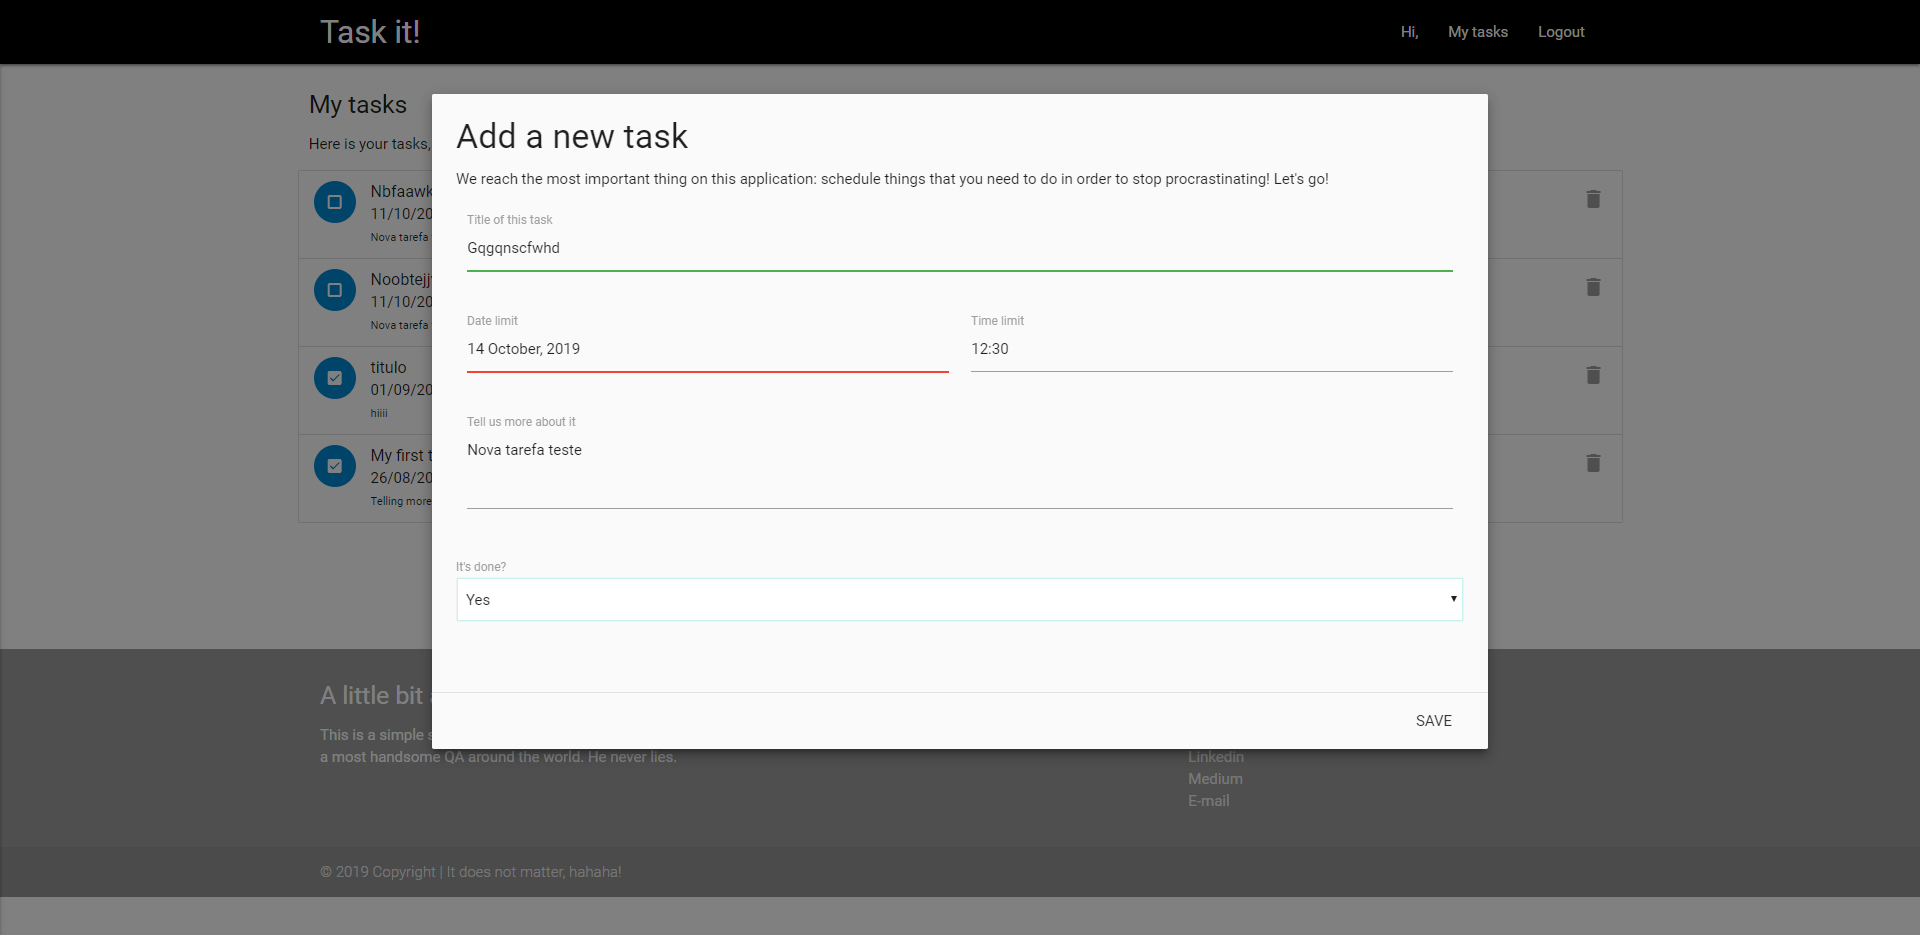 Task it!
Hi, My tasks Logout
My tasks
Here is your tasks,
11/10/20
Nova tarefa
11/10/20
Nova tarefa
titulo
01/09/20
hiiii
My first
26/08/20
Telling more
Add a new task
We reach the most important thing on this application: schedule things that you need to do in order to stop procrastinating! Let's go!
Title of this task
Gqgqnscfwhd
Date limit Time limit
14 October, 2019 12:30
Tell us more about it
Nova tarefa teste
It's done?
Yes
SAVE
A little bit
This is a simple
a most handsome QA around the world. He never lies.
Linkedin
Medium
E-mail
© 2019 Copyright | It does not matter, hahaha!